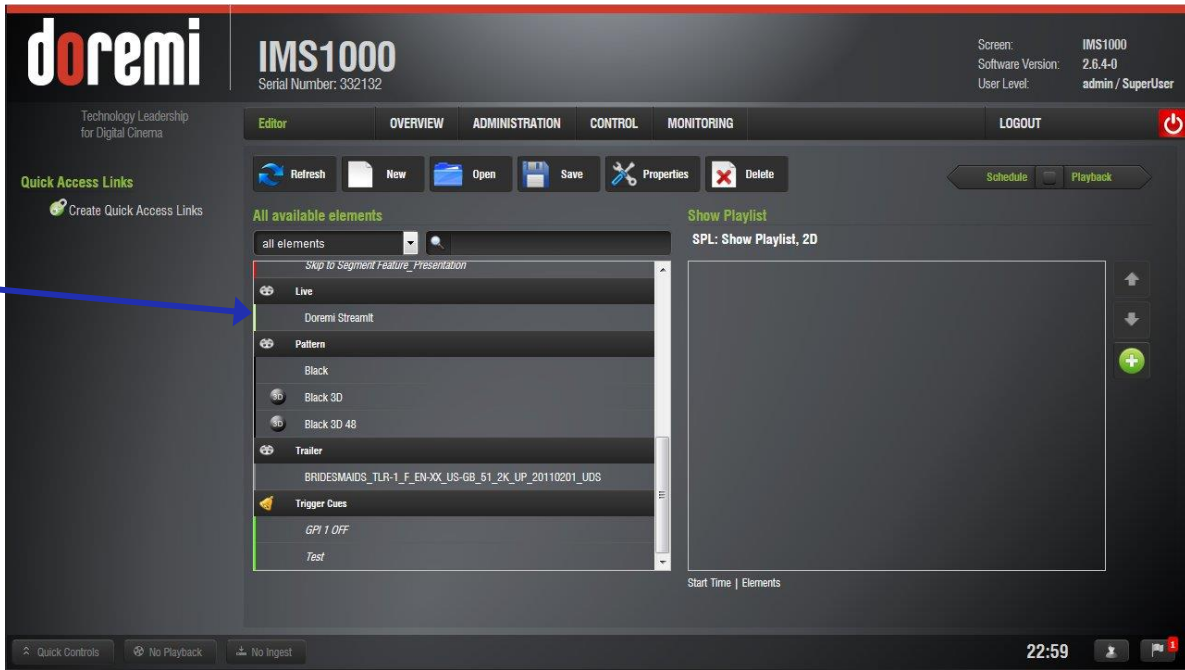 doremi
Technology Leadership
for Digital Cinema
IMS1000
Serial Number: 332132
Screen: IMS1000
Software Version: 2.6.4-0
User Level: admin / SuperUser
Editor OVERVIEW ADMINISTRATION CONTROL MONITORING LOGOUT
Quick Access Links
Create Quick Access Links
Refresh New Open Save Properties Delete
Schedule Playback
All available elements
all elements
Skip to Segment Feature_Presentation
Live
Doremi StreamIt
Pattern
Black
3D Black 3D
3D Black 3D 48
Trailer
BRIDESMAIDS_TLR-1_F_EN-XX_US-GB_51_2K_UP_20110201_UDS
Trigger Cues
GPI 1 OFF
Test
Show Playlist
SPL: Show Playlist, 2D
Start Time | Elements
Quick Controls No Playback No Ingest
22:59
1